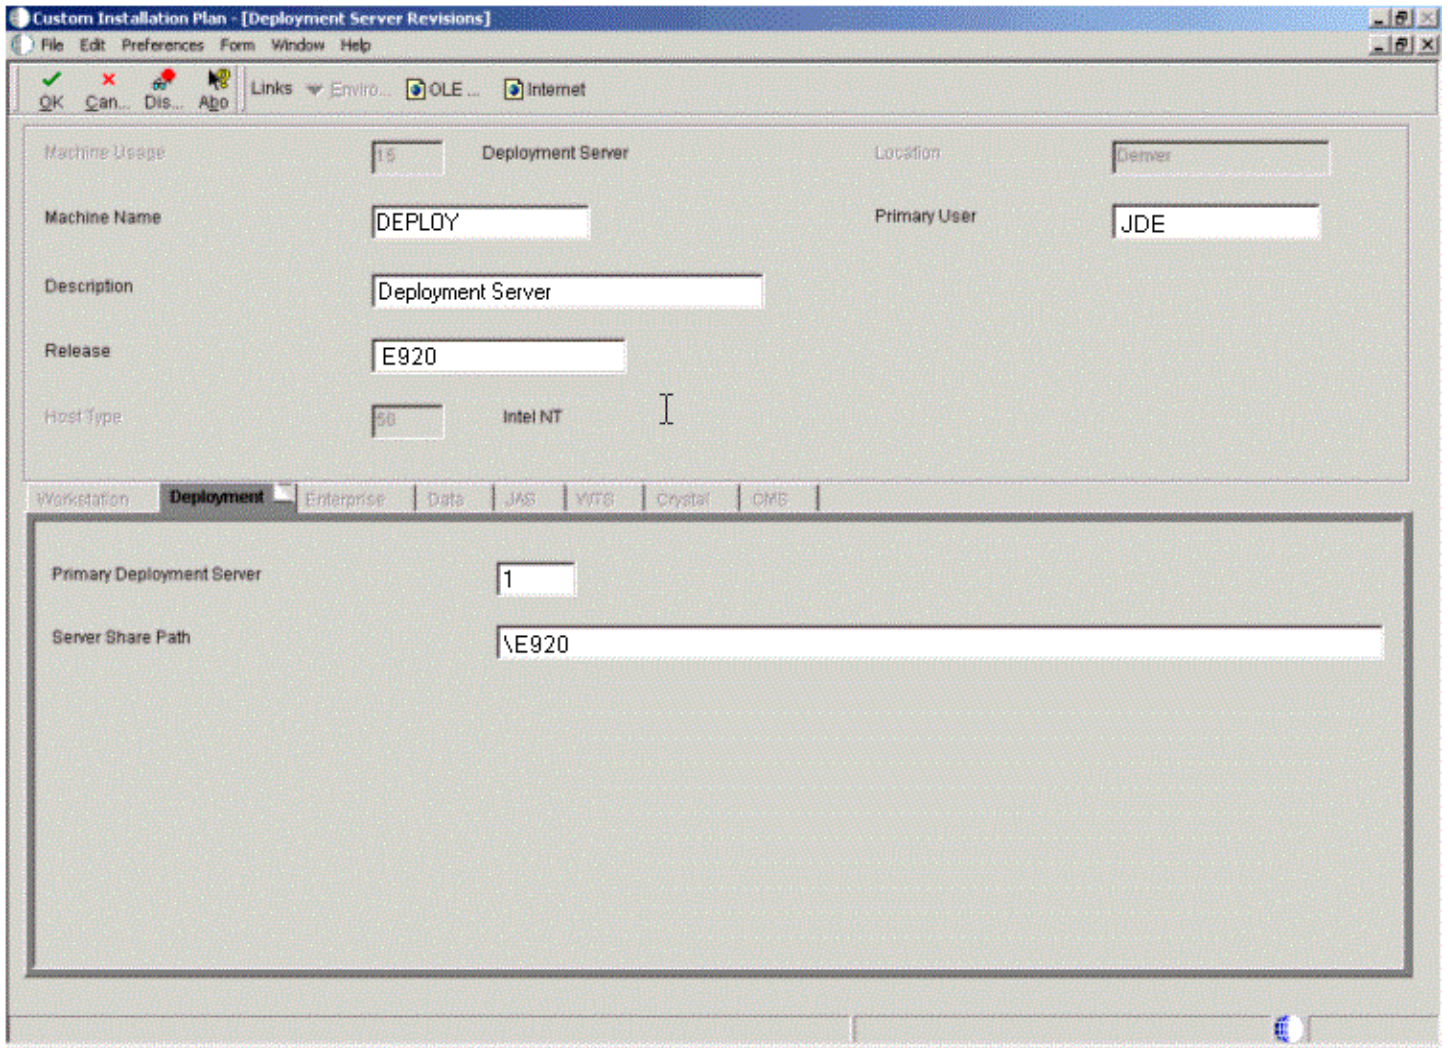 Custom Installation Plan - [Deployment Server Revisions]
File Edit Preferences Form Window Help
OK Can... Dis... Abo Links Enviro... OLE ... Internet
Machine Usage 15 Deployment Server Location Denver
Machine Name DEPLOY Primary User JDE
Description Deployment Server
Release E920
Host Type 50 Intel NT
Workstation Deployment Enterprise Data JAS WTS Crystal CMS
Primary Deployment Server 1
Server Share Path \E920